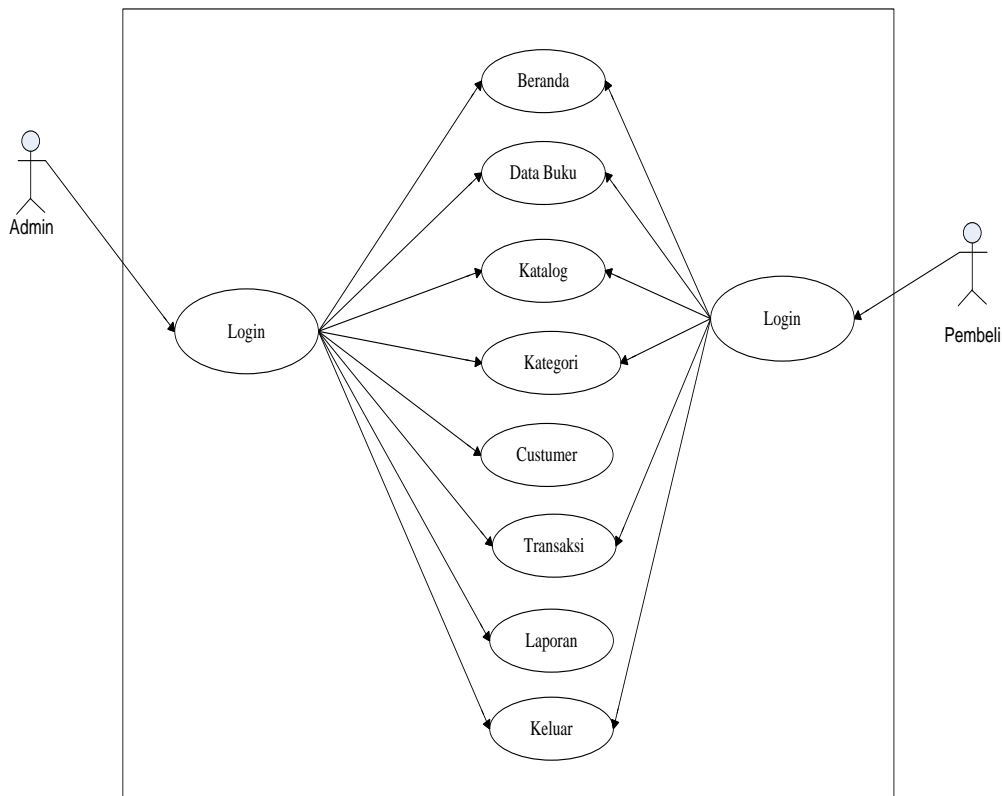 Beranda
Data Buku
Admin
Katalog
Login
Login
Pembeli
Kategori
Custumer
Transaksi
Laporan
Keluar